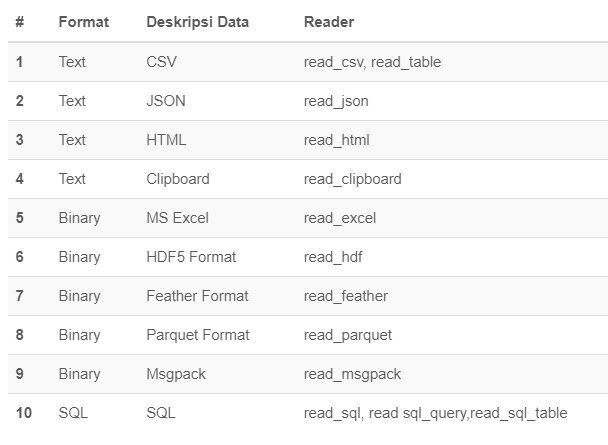 # Format Deskripsi Data Reader
1 Text CSV read_csv, read_table
2 Text JSON read_json
3 Text HTML read_html
4 Text Clipboard read_clipboard
5 Binary MS Excel read_excel
6 Binary HDF5 Format read_hdf
7 Binary Feather Format read_feather
8 Binary Parquet Format read_parquet
9 Binary Msgpack read_msgpack
10 SQL SQL read_sql, read sql_query,read_sql_table